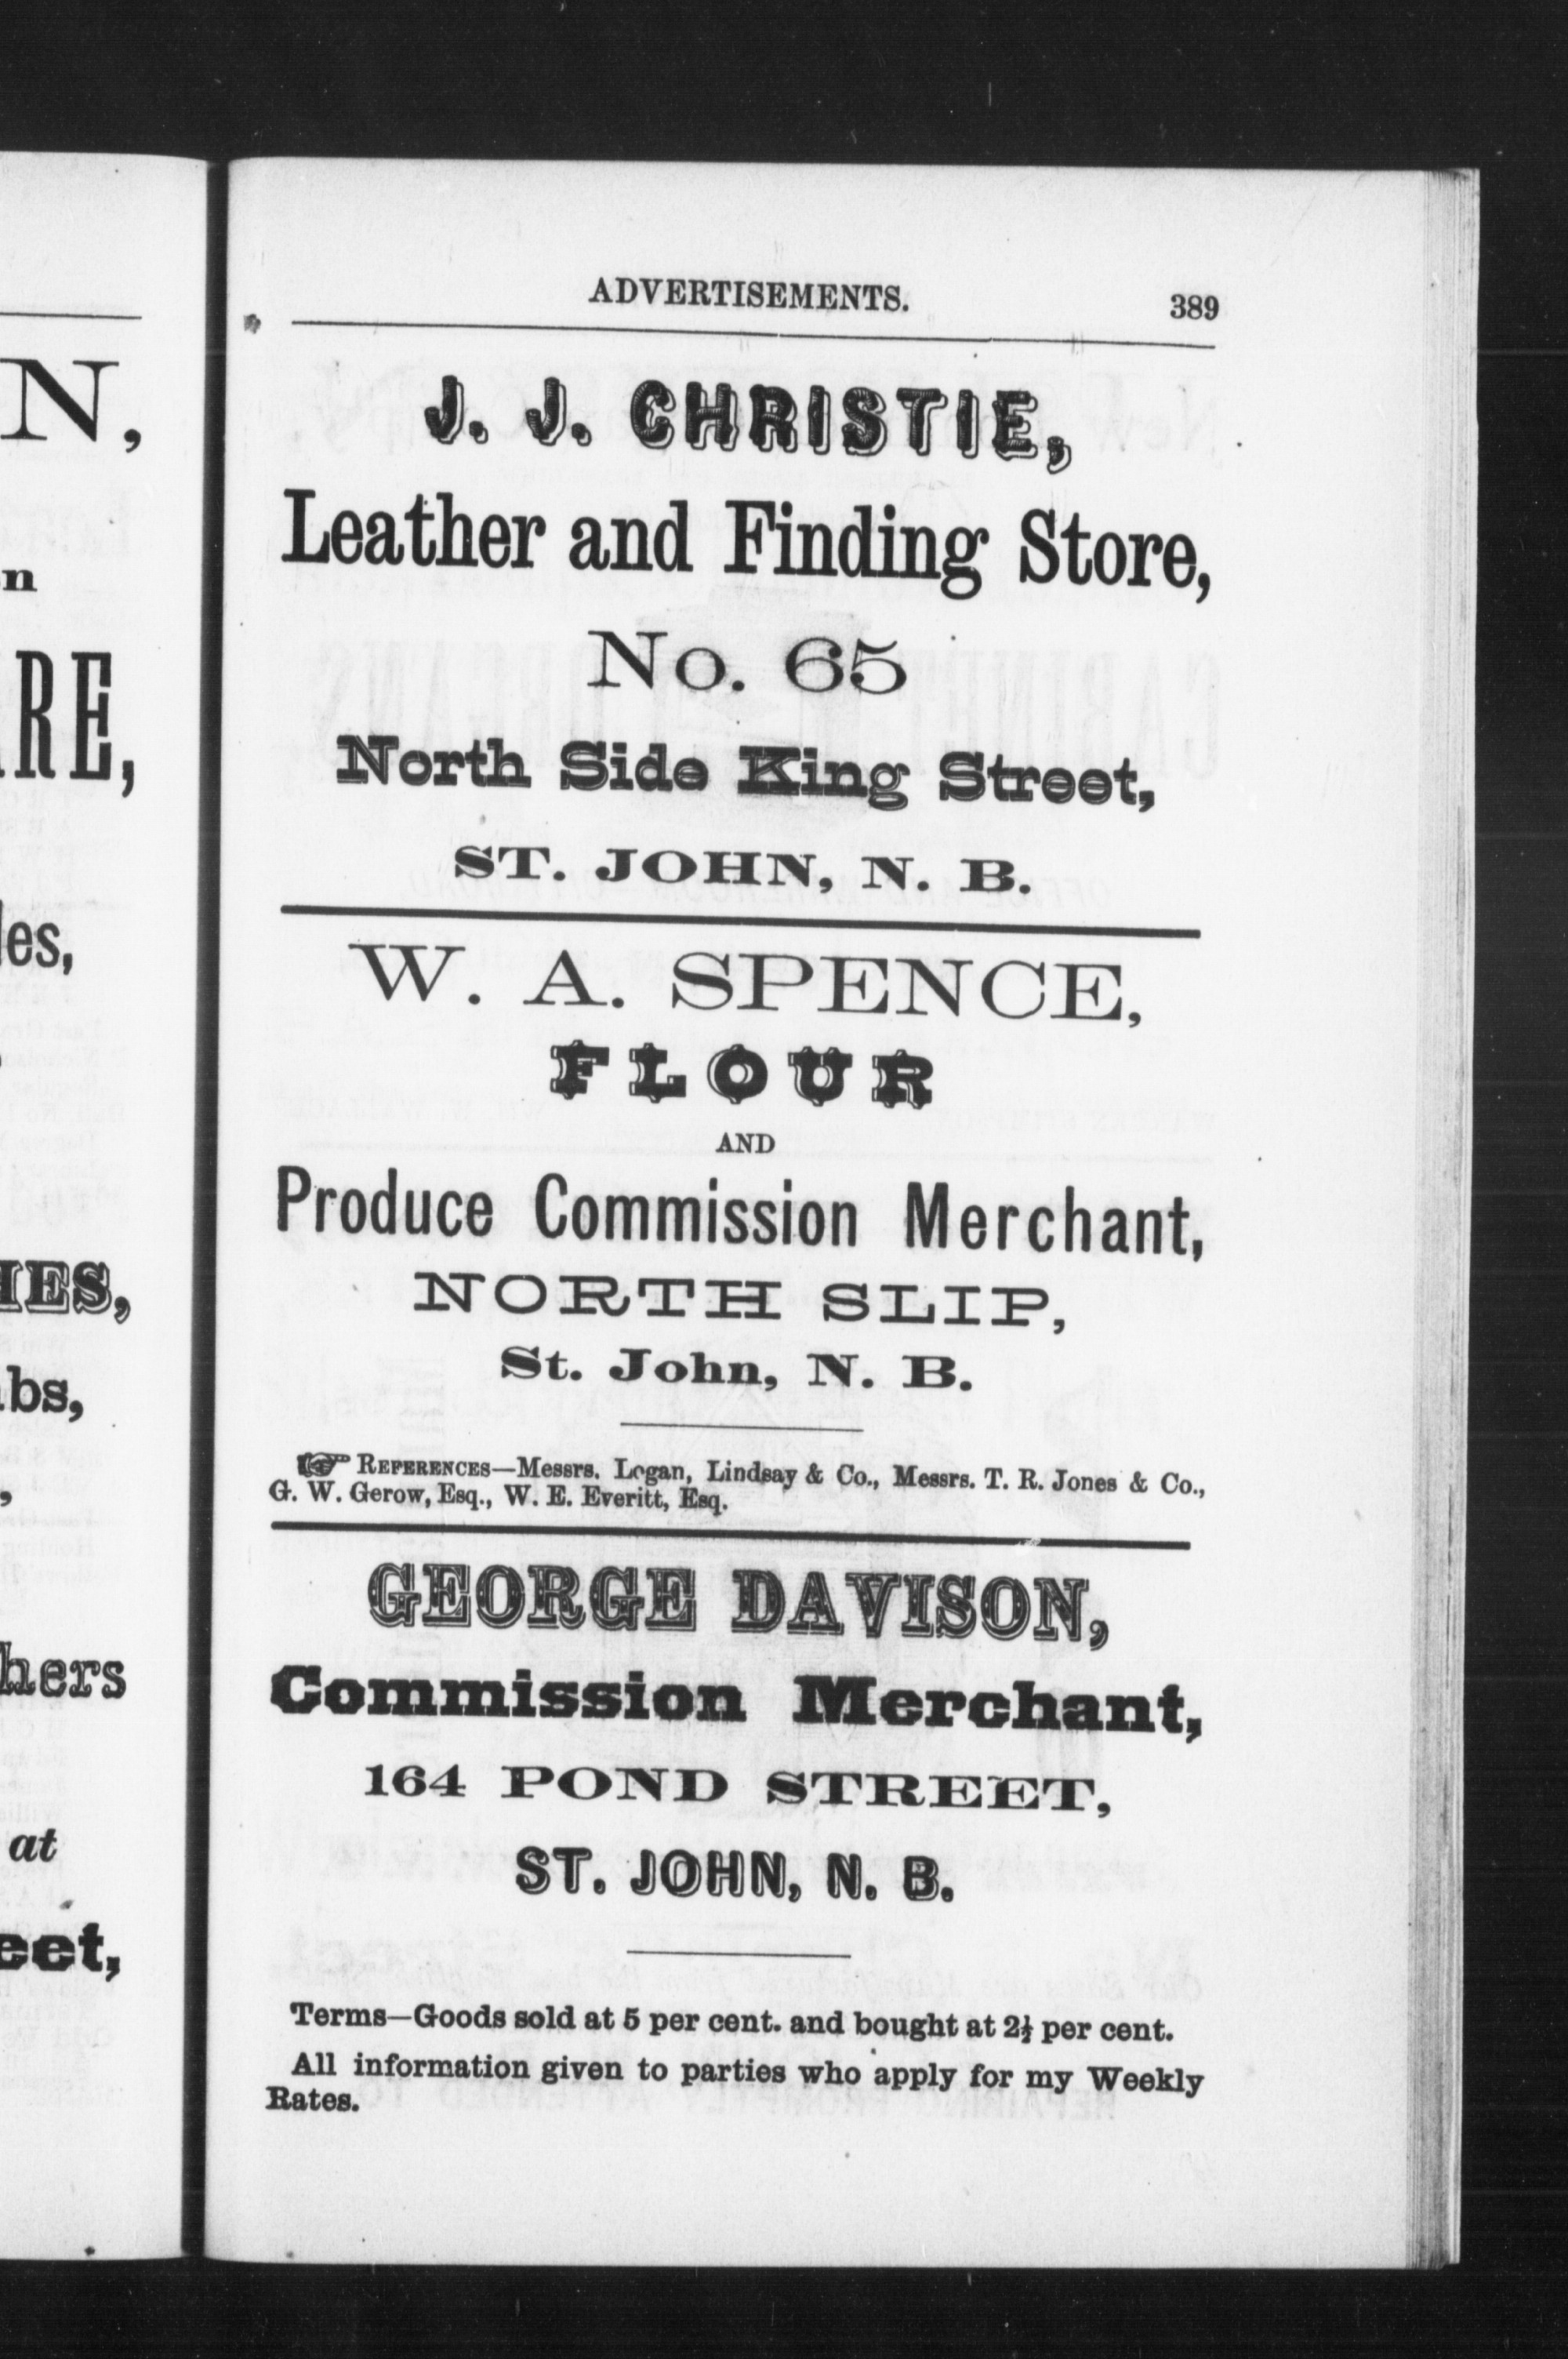 ADVERTISEMENTS. 389
J. J. CHRISTIE,
Leather and Finding Store,
No. 65
North Side King Street,
ST. JOHN, N. B.
W. A. SPENCE,
FLOUR
AND
Produce Commission Merchant,
NORTH SLIP,
St. John, N. B.
☞ REFERENCES—Messrs. Logan, Lindsay & Co., Messrs. T. R. Jones & Co.,
G. W. Gerow, Esq., W. E. Everitt, Esq.
GEORGE DAVISON,
Commission Merchant,
164 POND STREET,
ST. JOHN, N. B.
Terms—Goods sold at 5 per cent. and bought at 2½ per cent.
All information given to parties who apply for my Weekly
Rates.